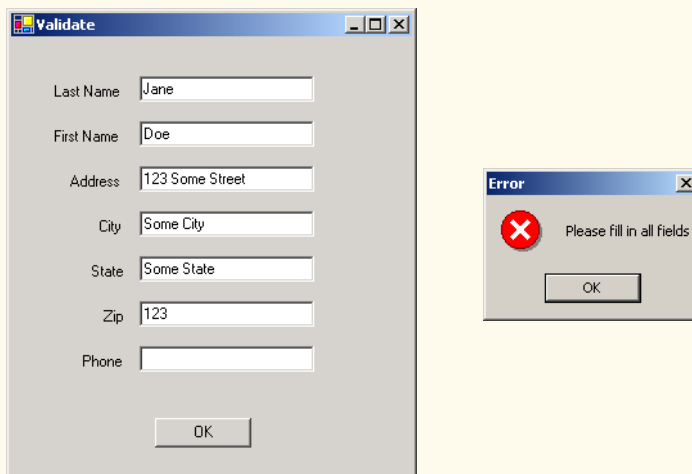 Validate
Last Name Jane
First Name Doe
Address 123 Some Street
City Some City
State Some State
Zip 123
Phone
OK
Error
Please fill in all fields
OK